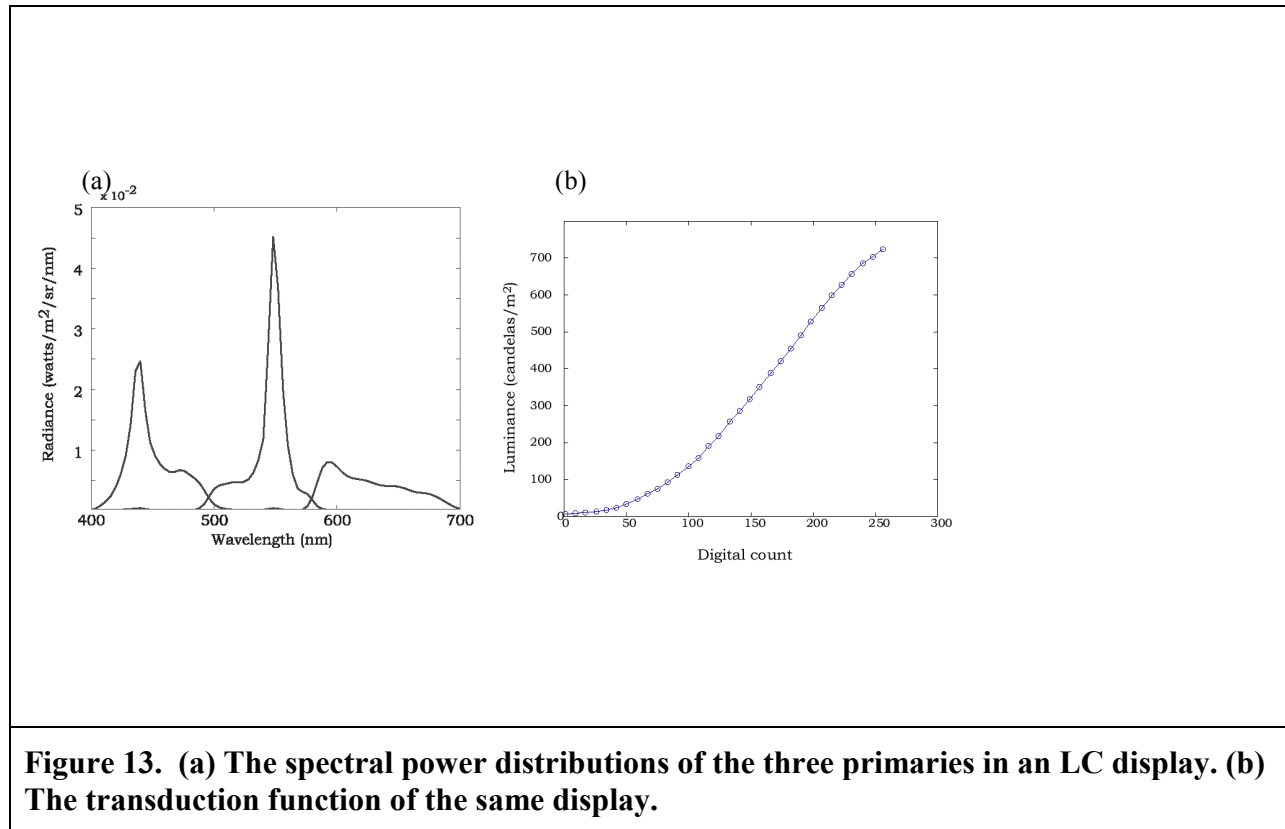 (a)
x 10-2
5
4
3
2
1
400
500
600
700
Radiance (watts/m2/sr/nm)
Wavelength (nm)
(b)
700
600
500
400
300
200
100
0
0
50
100
150
200
250
300
Luminance (candelas/m2)
Digital count
Figure 13. (a) The spectral power distributions of the three primaries in an LC display. (b)
The transduction function of the same display.